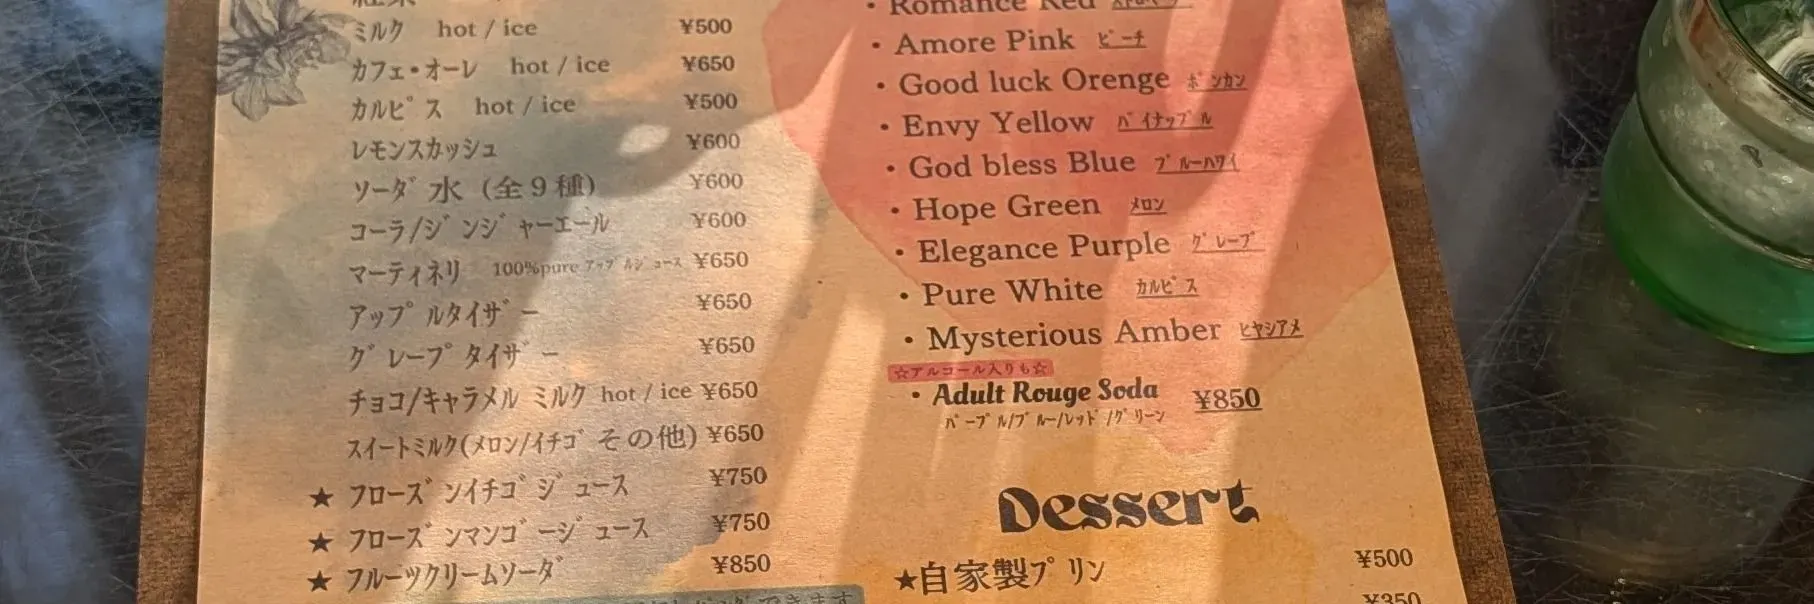 ミルク hot / ice ¥500
カフェ・オーレ hot / ice ¥650
カルピス hot / ice ¥500
レモンスカッシュ ¥600
ソーダ水 (全9種) ¥600
コーラ/ジンジャーエール ¥600
マーティネリ 100%pure アップルジュース ¥650
アップルタイザー ¥650
グレープタイザー ¥650
チョコ/キャラメル ミルク hot / ice ¥650
スイートミルク(メロン/イチゴ その他) ¥650
★ フローズンイチゴジュース ¥750
★ フローズンマンゴージュース ¥750
★ フルーツクリームソーダ ¥850
できます
・Romance Red
・Amore Pink ピーチ
・Good luck Orenge ポンカン
・Envy Yellow パイナップル
・God bless Blue ブルーハワイ
・Hope Green メロン
・Elegance Purple グレープ
・Pure White カルピス
・Mysterious Amber ヒヤシアメ
☆アルコール入りも☆
・Adult Rouge Soda ¥850
パープル/ブルー/レッド/グリーン
Dessert
★自家製プリン ¥500
¥350